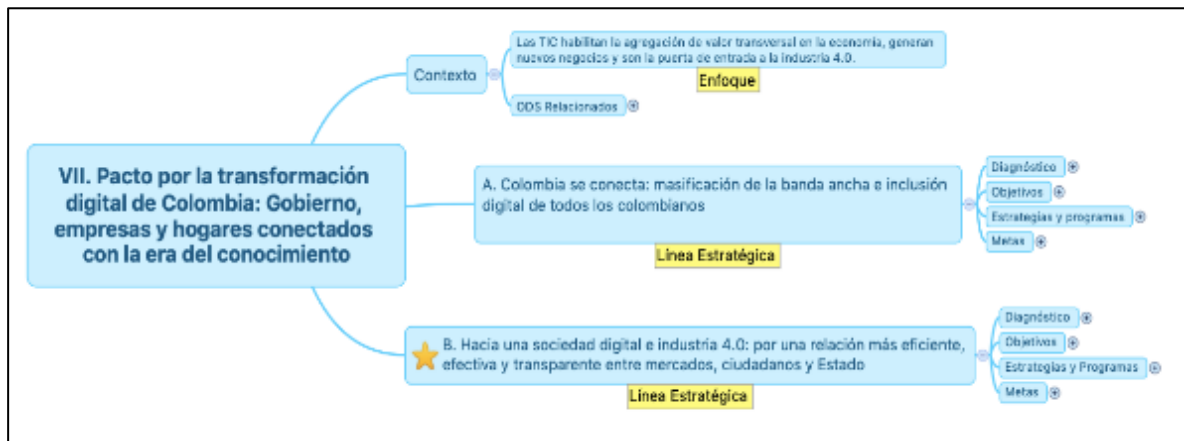 Las TIC habilitan la agregación de valor transversal en la economía, generan
nuevos negocios y son la puerta de entrada a la industria 4.0.
Contexto
Enfoque
ODS Relacionados
VII. Pacto por la transformación
digital de Colombia: Gobierno,
empresas y hogares conectados
con la era del conocimiento
A. Colombia se conecta: masificación de la banda ancha e inclusión
digital de todos los colombianos
Línea Estratégica
Diagnóstico
Objetivos
Estrategias y programas
Metas
B. Hacia una sociedad digital e industria 4.0: por una relación más eficiente,
efectiva y transparente entre mercados, ciudadanos y Estado
Línea Estratégica
Diagnóstico
Objetivos
Estrategias y Programas
Metas